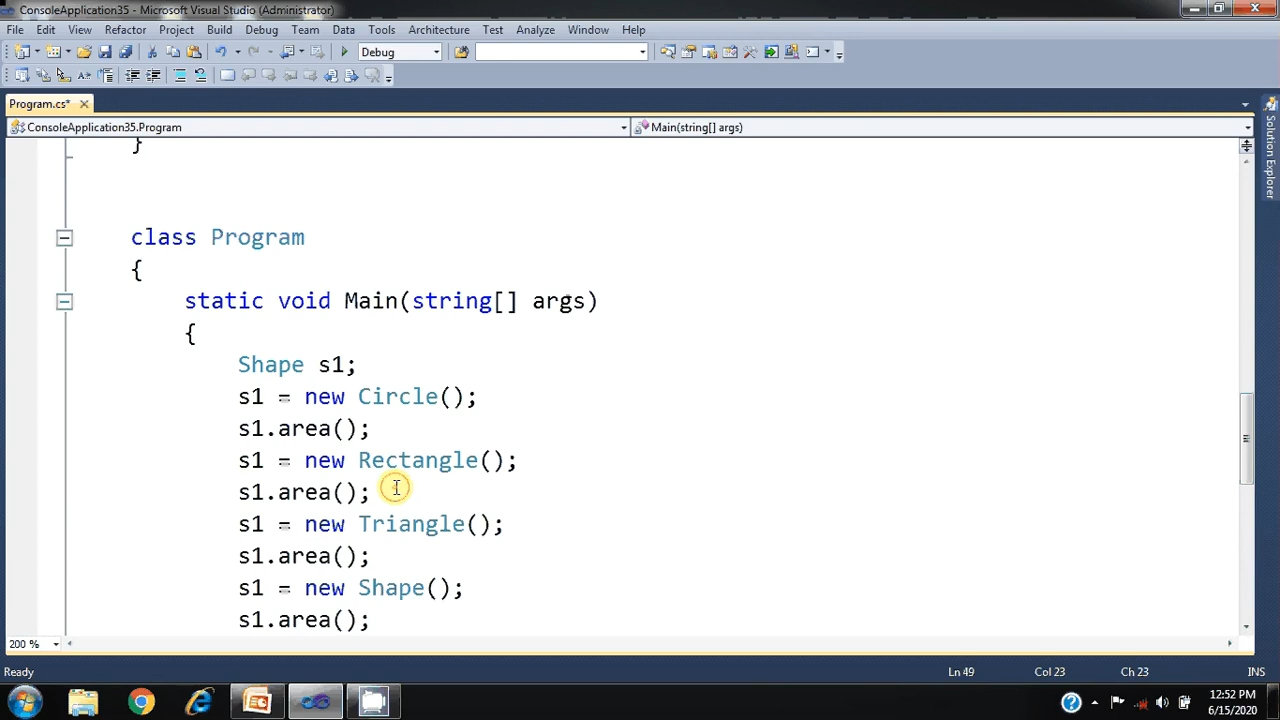 ConsoleApplication35 - Microsoft Visual Studio (Administrator)
File Edit View Refactor Project Build Debug Team Data Tools Architecture Test Analyze Window Help
Debug
Program.cs* ×
ConsoleApplication35.Program Main(string[] args)
}
class Program
{
static void Main(string[] args)
{
Shape s1;
s1 = new Circle();
s1.area();
s1 = new Rectangle();
s1.area();
s1 = new Triangle();
s1.area();
s1 = new Shape();
s1.area();
Solution Explorer
200 %
Ready Ln 49 Col 23 Ch 23 INS
12:52 PM
6/15/2020